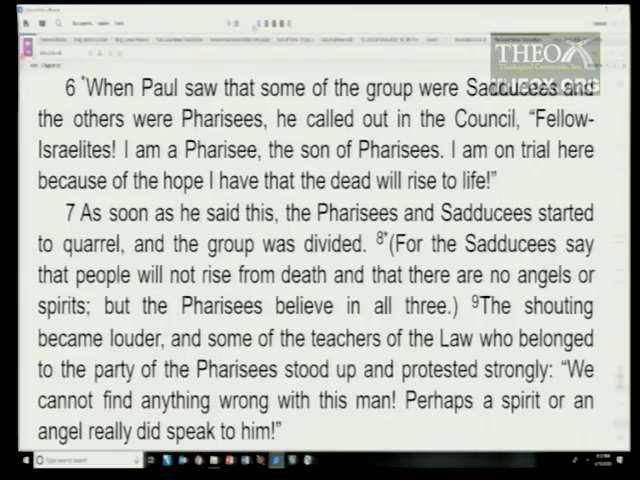 THEOX
THEOX.ORG
6 *When Paul saw that some of the group were Sadducees and
the others were Pharisees, he called out in the Council, “Fellow-
Israelites! I am a Pharisee, the son of Pharisees. I am on trial here
because of the hope I have that the dead will rise to life!”
7 As soon as he said this, the Pharisees and Sadducees started
to quarrel, and the group was divided. 8*(For the Sadducees say
that people will not rise from death and that there are no angels or
spirits; but the Pharisees believe in all three.) 9The shouting
became louder, and some of the teachers of the Law who belonged
to the party of the Pharisees stood up and protested strongly: “We
cannot find anything wrong with this man! Perhaps a spirit or an
angel really did speak to him!”
Type here to search